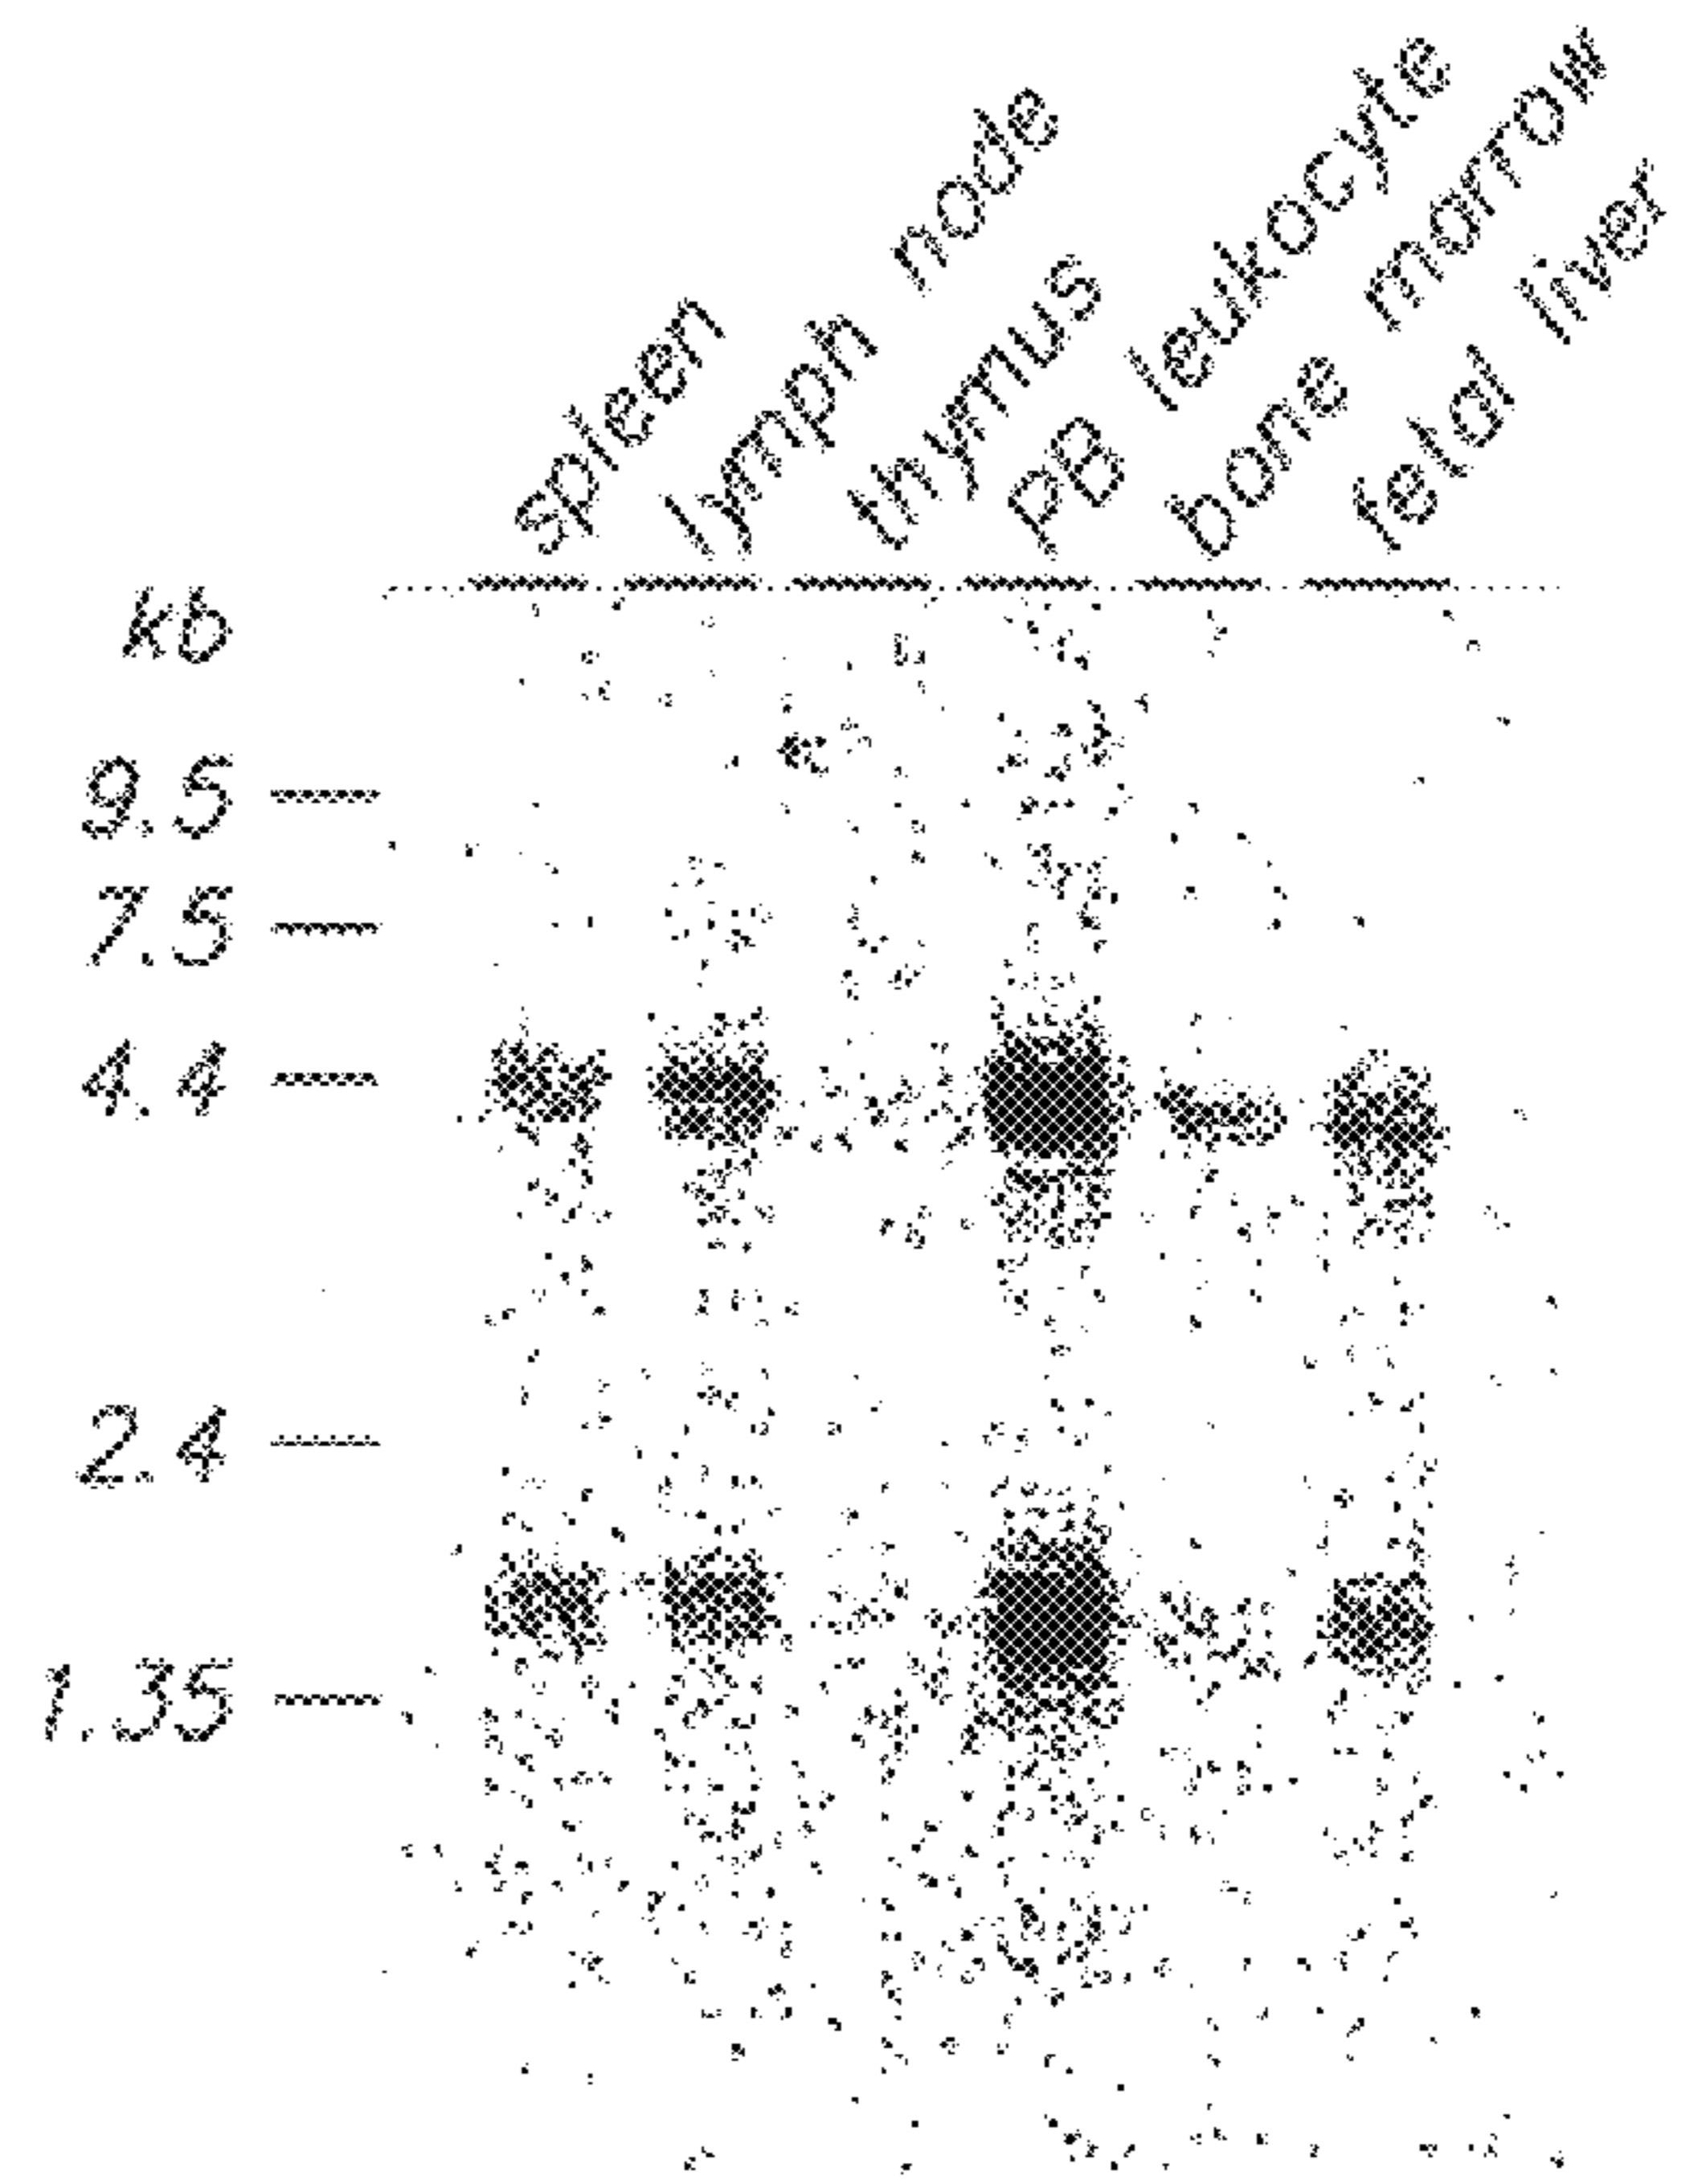 spleen
lymph node
thymus
PB leukocyte
bone marrow
fetal liver
kb
9.5
7.5
4.4
2.4
1.35